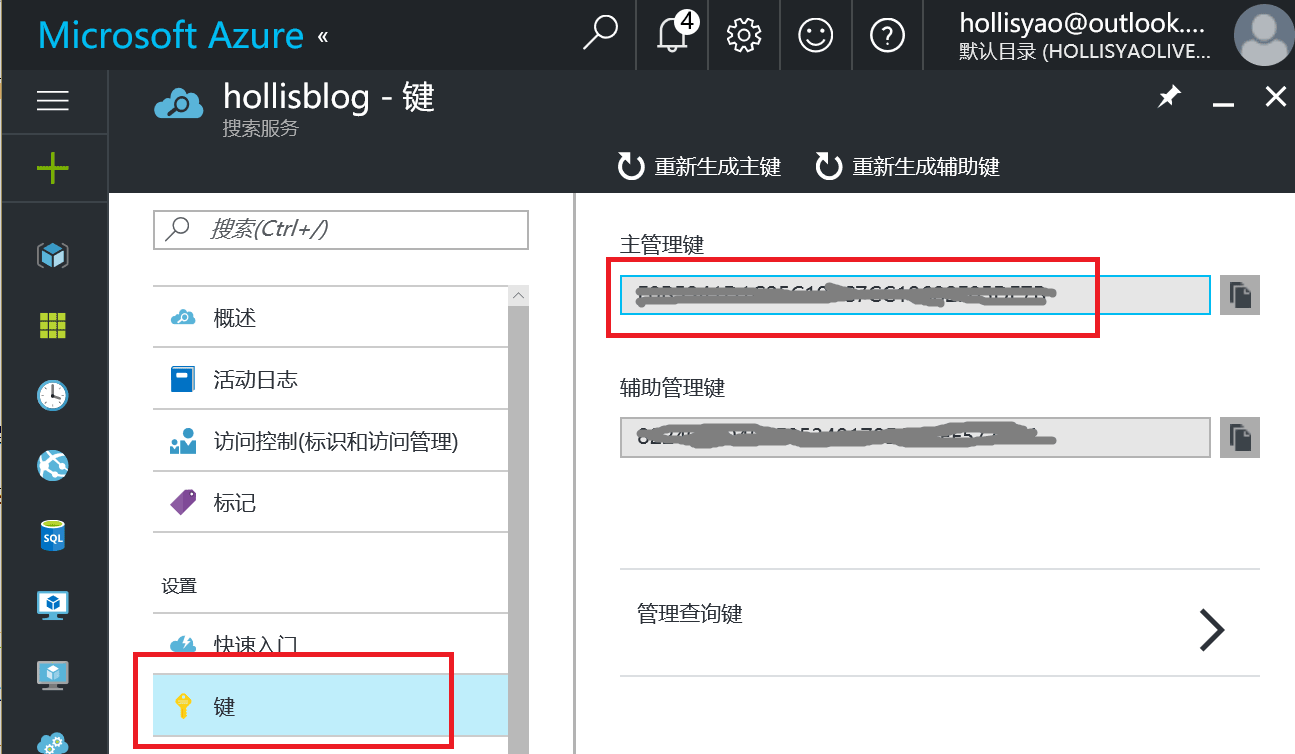 Microsoft Azure «
4
hollisyao@outlook....
默认目录 (HOLLISYAOLIVE...
hollisblog - 键
搜索服务
重新生成主键
重新生成辅助键
搜索(Ctrl+/)
概述
活动日志
访问控制(标识和访问管理)
标记
设置
快速入门
键
主管理键
辅助管理键
管理查询键
SQL